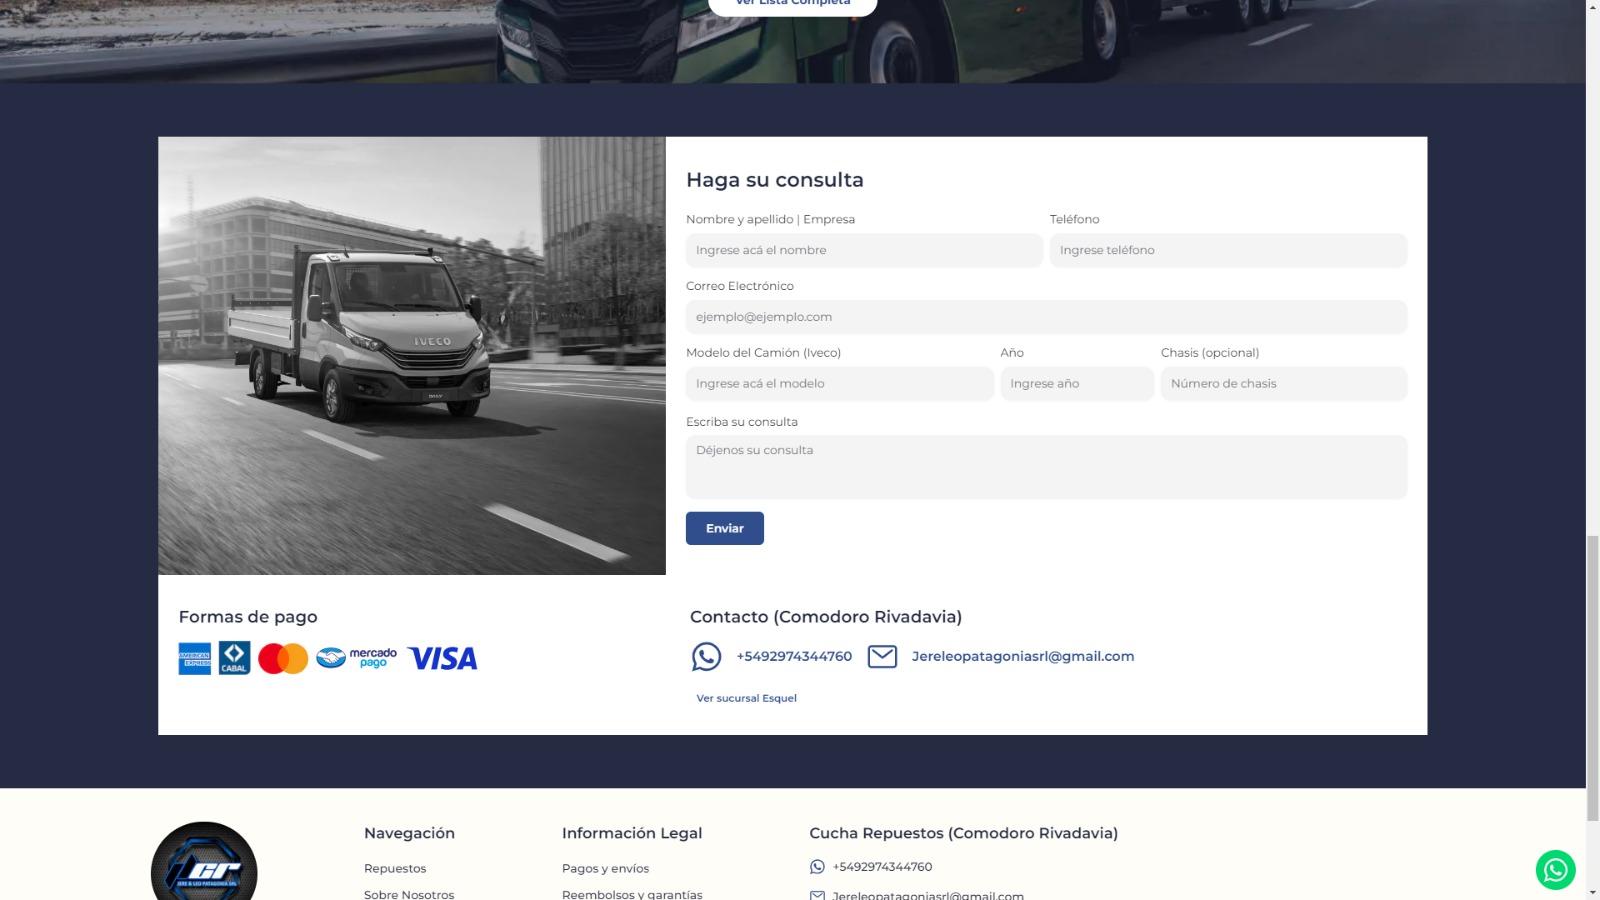 Ver Lista Completa
Haga su consulta
Nombre y apellido | Empresa
Teléfono
Ingrese acá el nombre
Ingrese teléfono
Correo Electrónico
ejemplo@ejemplo.com
Modelo del Camión (Iveco)
Año
Chasis (opcional)
Ingrese acá el modelo
Ingrese año
Número de chasis
Escriba su consulta
Déjenos su consulta
Enviar
IVECO
DAILY
Formas de pago
AMERICAN EXPRESS
CABAL
mercado pago
VISA
Contacto (Comodoro Rivadavia)
+5492974344760
Jereleopatagoniasrl@gmail.com
Ver sucursal Esquel
JLCR
JERE & LEO PATAGONIA SRL
Navegación
Repuestos
Sobre Nosotros
Información Legal
Pagos y envíos
Reembolsos y garantías
Cucha Repuestos (Comodoro Rivadavia)
+5492974344760
Jereleopatagoniasrl@gmail.com